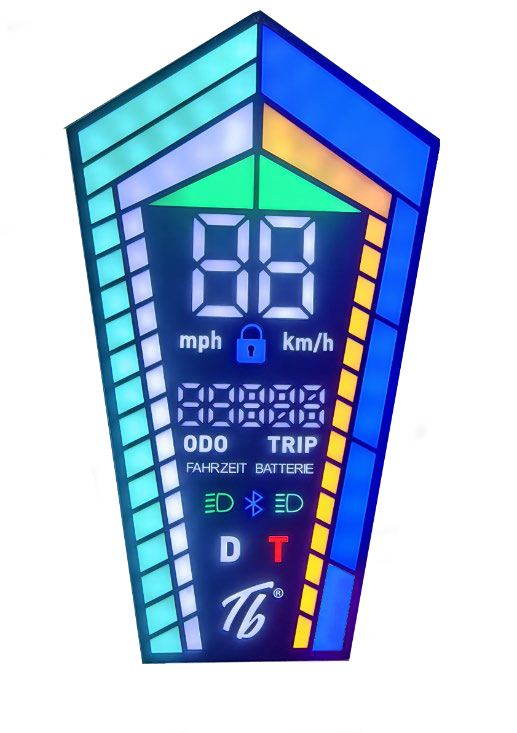 88
mph km/h
88888
ODO TRIP
FAHRZEIT BATTERIE
D T
Tb®